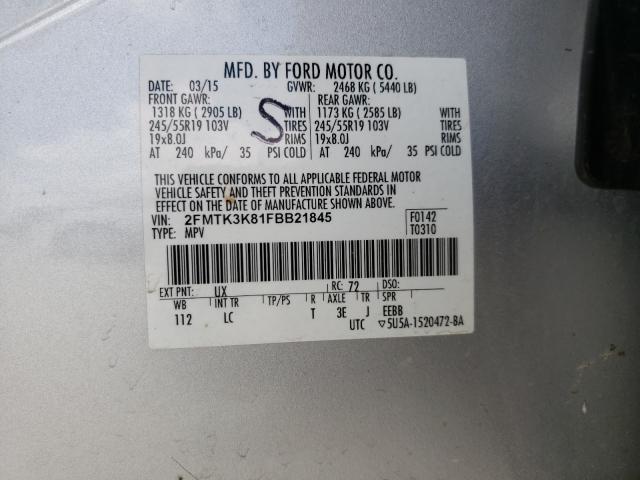 MFD. BY FORD MOTOR CO.
DATE: 03/15 GVWR: 2468 KG ( 5440 LB)
FRONT GAWR: REAR GAWR:
1318 KG ( 2905 LB) WITH 1173 KG ( 2585 LB) WITH
245/55R19 103V TIRES 245/55R19 103V TIRES
19x8.0J RIMS 19x8.0J RIMS
AT 240 kPa/ 35 PSI COLD AT 240 kPa/ 35 PSI COLD
S
THIS VEHICLE CONFORMS TO ALL APPLICABLE FEDERAL MOTOR
VEHICLE SAFETY AND THEFT PREVENTION STANDARDS IN
EFFECT ON THE DATE OF MANUFACTURE SHOWN ABOVE.
VIN: 2FMTK3K81FBB21845 F0142
TYPE: MPV T0310
EXT PNT: UX RC: 72 DSO:
WB INT TR TP/PS R AXLE TR SPR
112 LC T 3E J EEBB
UTC ▽5U5A-1520472-BA